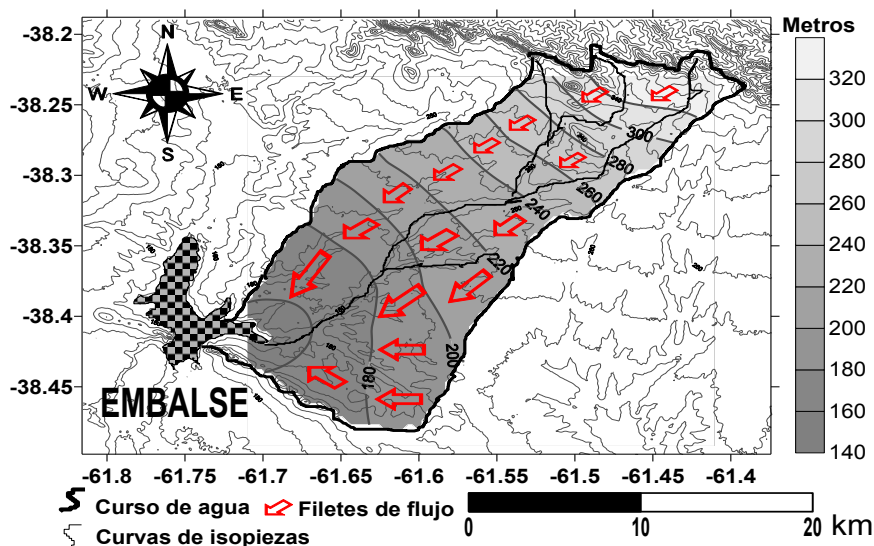 Metros
-38.2
-38.25
-38.3
-38.35
-38.4
-38.45
N
W E
S
300
280
260
240
220
200
180
EMBALSE
320
300
280
260
240
220
200
180
160
140
-61.8 -61.75 -61.7 -61.65 -61.6 -61.55 -61.5 -61.45 -61.4
Curso de agua Filetes de flujo
Curvas de isopiezas
0 10 20 km